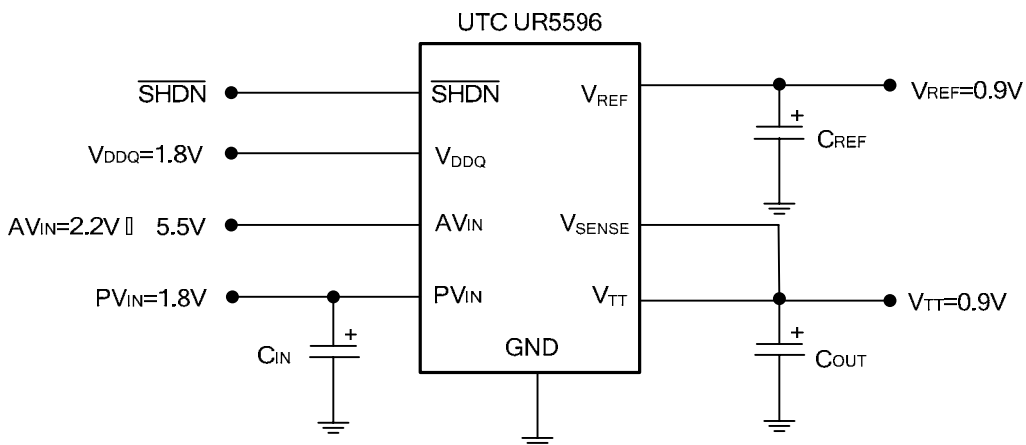 UTC UR5596
SHDN
SHDN
VREF
VREF=0.9V
+
CREF
VDDQ=1.8V
VDDQ
AVIN=2.2V ▯ 5.5V
AVIN
VSENSE
PVIN=1.8V
PVIN
VTT
VTT=0.9V
+
CIN
GND
+
COUT